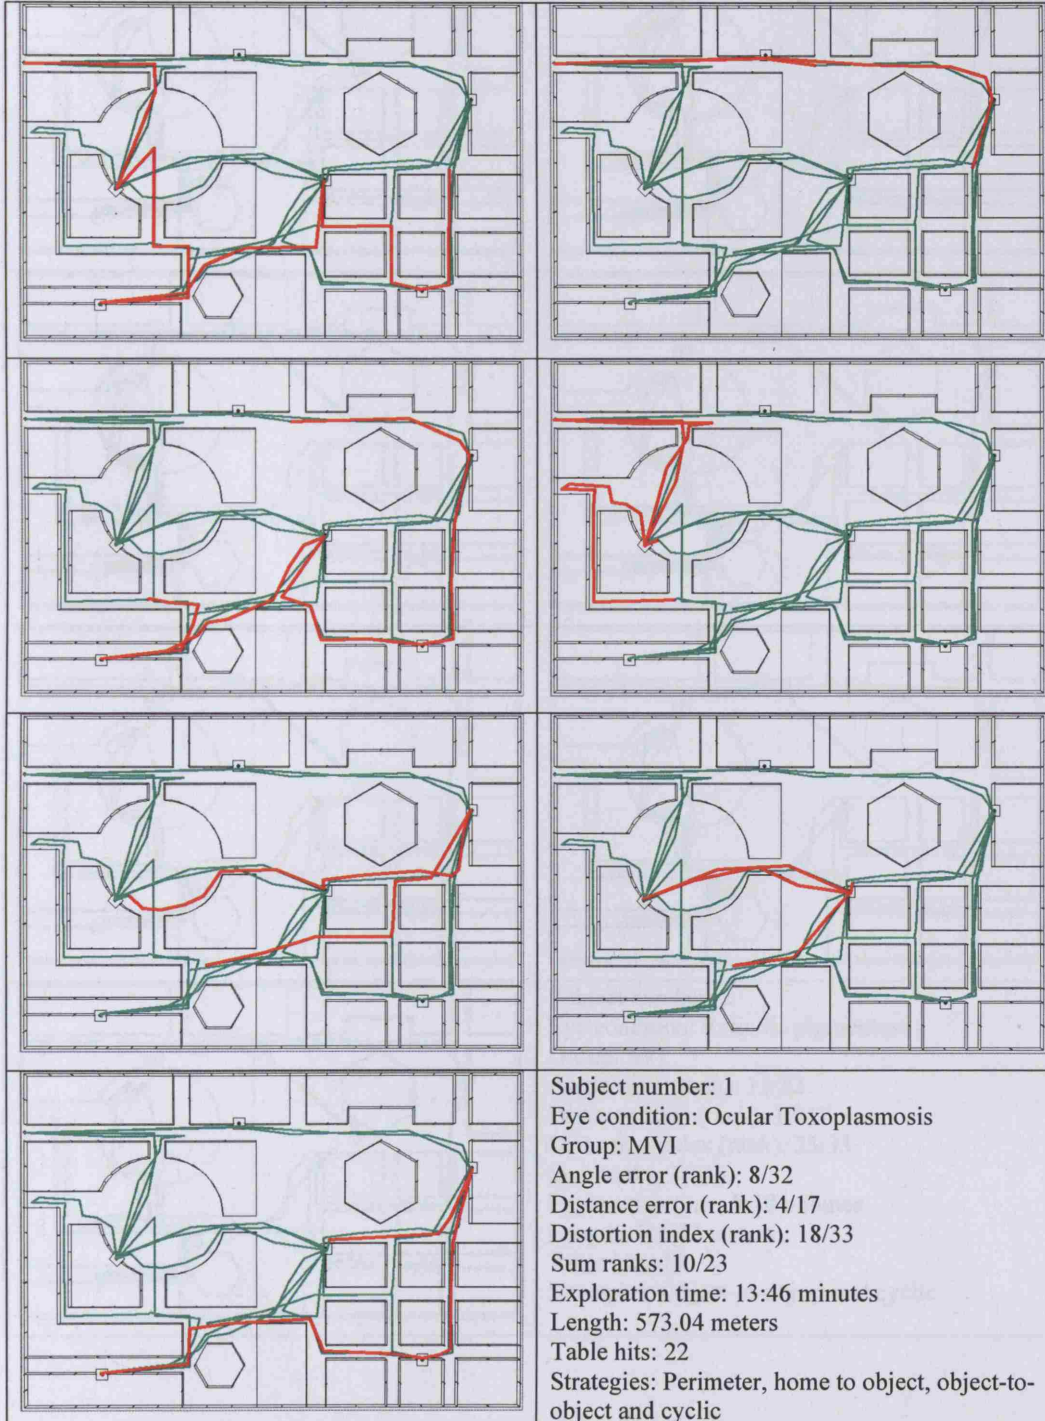 Subject number: 1
Eye condition: Ocular Toxoplasmosis
Group: MVI
Angle error (rank): 8/32
Distance error (rank): 4/17
Distortion index (rank): 18/33
Sum ranks: 10/23
Exploration time: 13:46 minutes
Length: 573.04 meters
Table hits: 22
Strategies: Perimeter, home to object, object-to-
object and cyclic